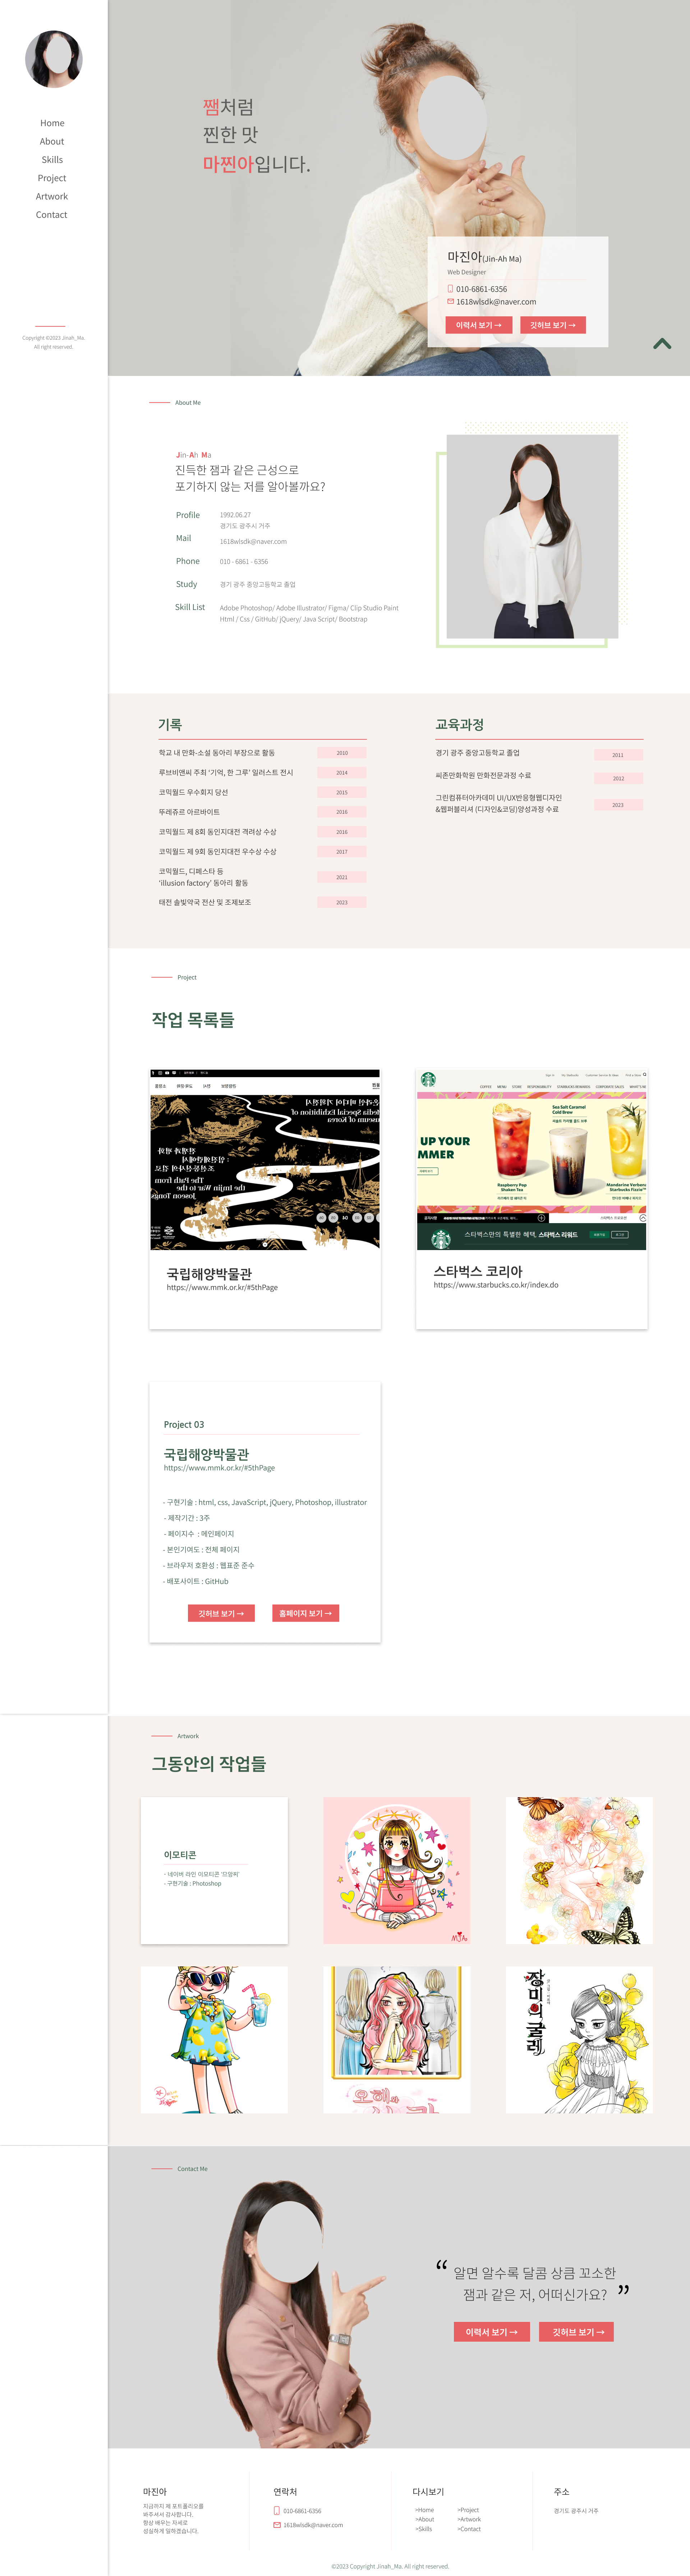 Home
About
Skills
Project
Artwork
Contact
Copyright ©2023 Jinah_Ma.
All right reserved.
쨈처럼
찐한 맛
마찐아입니다.
마진아(Jin-Ah Ma)
Web Designer
010-6861-6356
1618wlsdk@naver.com
이력서 보기 →
깃허브 보기 →
About Me
Jin-Ah Ma
진득한 잼과 같은 근성으로
포기하지 않는 저를 알아볼까요?
Profile
1992.06.27
경기도 광주시 거주
Mail
1618wlsdk@naver.com
Phone
010 - 6861 - 6356
Study
경기 광주 중앙고등학교 졸업
Skill List
Adobe Photoshop/ Adobe Illustrator/ Figma/ Clip Studio Paint
Html / Css / GitHub/ jQuery/ Java Script/ Bootstrap
기록
학교 내 만화-소설 동아리 부장으로 활동
2010
루브비앤씨 주최 '기억, 한 그루' 일러스트 전시
2014
코믹월드 우수회지 당선
2015
뚜레쥬르 아르바이트
2016
코믹월드 제 8회 동인지대전 격려상 수상
2016
코믹월드 제 9회 동인지대전 우수상 수상
2017
코믹월드, 디페스타 등
'illusion factory' 동아리 활동
2021
태전 솔빛약국 전산 및 조제보조
2023
교육과정
경기 광주 중앙고등학교 졸업
2011
씨존만화학원 만화전문과정 수료
2012
그린컴퓨터아카데미 UI/UX반응형웹디자인
&웹퍼블리셔 (디자인&코딩)양성과정 수료
2023
Project
작업 목록들
국립해양박물관
https://www.mmk.or.kr/#5thPage
UP YOUR
MMER
Sea Salt Caramel
Cold Brew
Raspberry Pop
Shaken Tea
Mandarine Verbena
Starbucks Fizzio™
스타벅스만의 특별한 혜택, 스타벅스 리워드
스타벅스 코리아
https://www.starbucks.co.kr/index.do
Project 03
국립해양박물관
https://www.mmk.or.kr/#5thPage
- 구현기술 : html, css, JavaScript, jQuery, Photoshop, illustrator
- 제작기간 : 3주
- 페이지수 : 메인페이지
- 본인기여도 : 전체 페이지
- 브라우저 호환성 : 웹표준 준수
- 배포사이트 : GitHub
깃허브 보기 →
홈페이지 보기 →
Artwork
그동안의 작업들
이모티콘
- 구현기술 : Photoshop
장미의 굴레
Contact Me
“ 알면 알수록 달콤 상큼 꼬소한
잼과 같은 저, 어떠신가요? ”
이력서 보기 →
깃허브 보기 →
마진아
지금까지 제 포트폴리오를
봐주셔서 감사합니다.
항상 배우는 자세로
성실하게 일하겠습니다.
연락처
010-6861-6356
1618wlsdk@naver.com
다시보기
>Home
>About
>Skills
>Project
>Artwork
>Contact
주소
경기도 광주시 거주
©2023 Copyright Jinah_Ma. All right reserved.